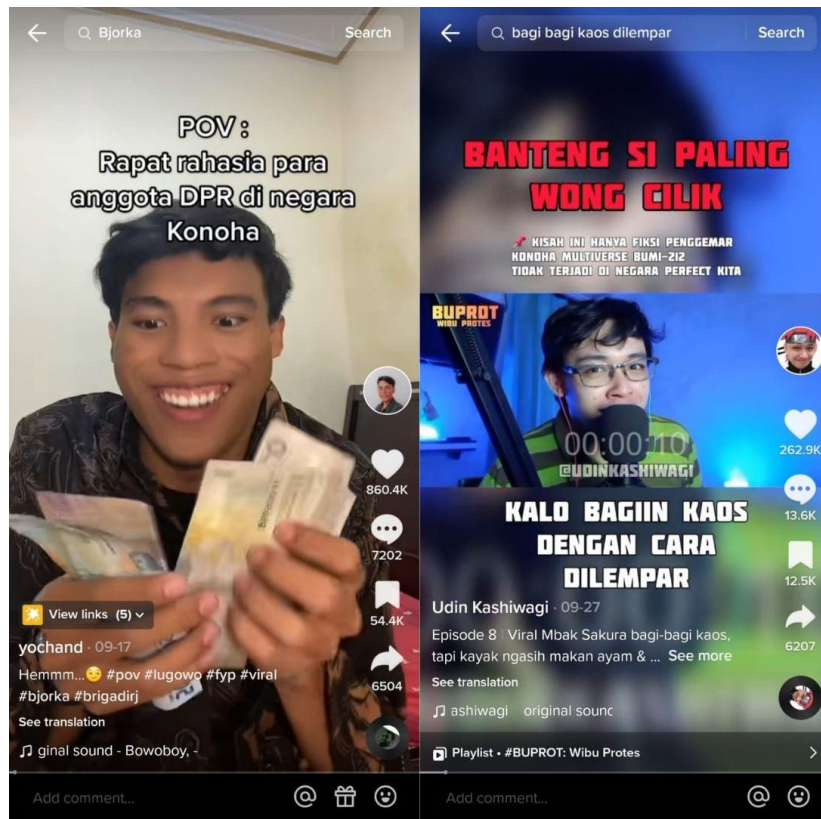 Bjorka
Search
POV :
Rapat rahasia para
anggota DPR di negara
Konoha
860.4K
7202
54.4K
6504
View links (5)
yochand · 09-17
Hemmm...😏 #pov #lugowo #fyp #viral
#bjorka #brigadirj
See translation
ginal sound - Bowoboy, -
Add comment...
bagi bagi kaos dilempar
Search
BANTENG SI PALING
WONG CILIK
📌 KISAH INI HANYA FIKSI PENGGEMAR
KONOHA MULTIVERSE BUMI-212
TIDAK TERJADI DI NEGARA PERFECT KITA
BUPROT
WIBU PROTES
00:00:10
@UDINKASHIWAGI
KALO BAGIIN KAOS
DENGAN CARA
DILEMPAR
262.9K
13.6K
12.5K
6207
Udin Kashiwagi · 09-27
Episode 8 | Viral Mbak Sakura bagi-bagi kaos,
tapi kayak ngasih makan ayam & ... See more
See translation
ashiwagi original sounc
Playlist • #BUPROT: Wibu Protes
Add comment...